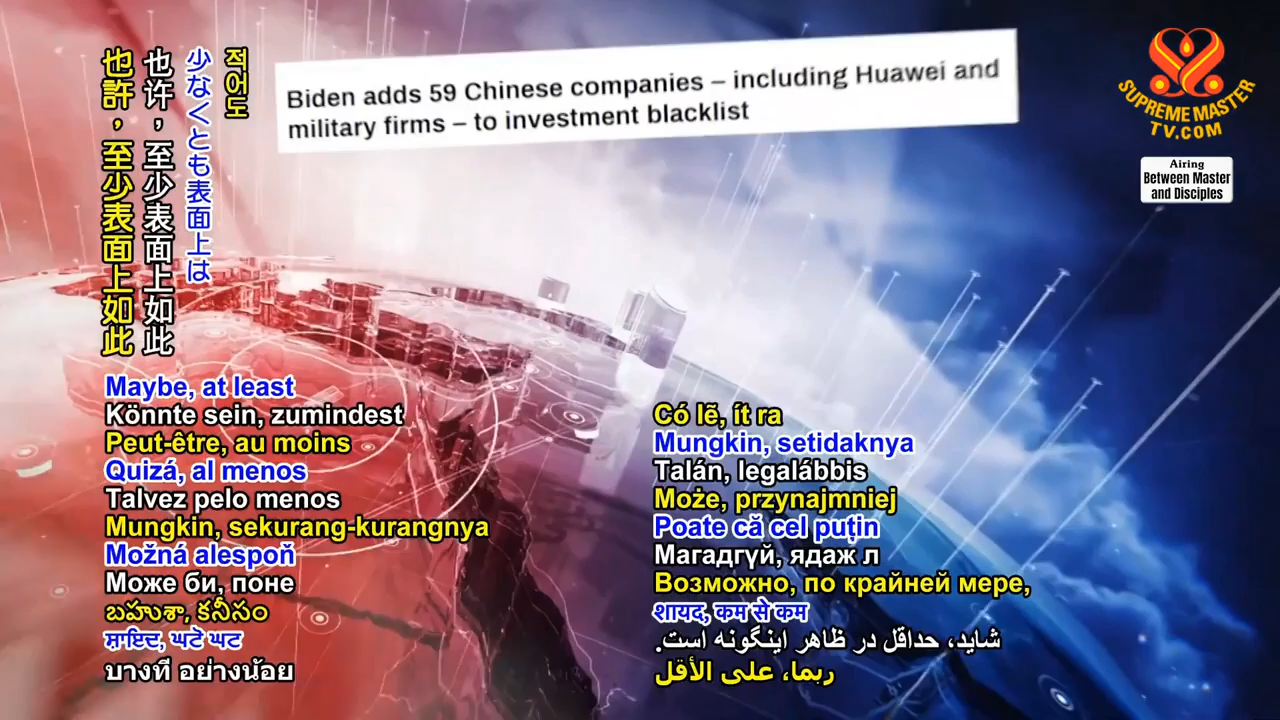 Biden adds 59 Chinese companies – including Huawei and
military firms – to investment blacklist
SUPREME MASTER
TV.COM
Airing
Between Master
and Disciples
적어도
少なくとも表面上は
也许，至少表面上如此
也許，至少表面上如此
Maybe, at least
Könnte sein, zumindest
Peut-être, au moins
Quizá, al menos
Talvez pelo menos
Mungkin, sekurang-kurangnya
Možná alespoň
Може би, поне
బహుశా, కనీసం
ਸ਼ਾਇਦ, ਘਟੋ ਘਟ
บางที อย่างน้อย
Có lẽ, ít ra
Mungkin, setidaknya
Talán, legalábbis
Może, przynajmniej
Poate că cel puțin
Магадгүй, ядаж л
Возможно, по крайней мере,
शायद, कम से कम
شاید، حداقل در ظاهر اینگونه است.
ربما، على الأقل